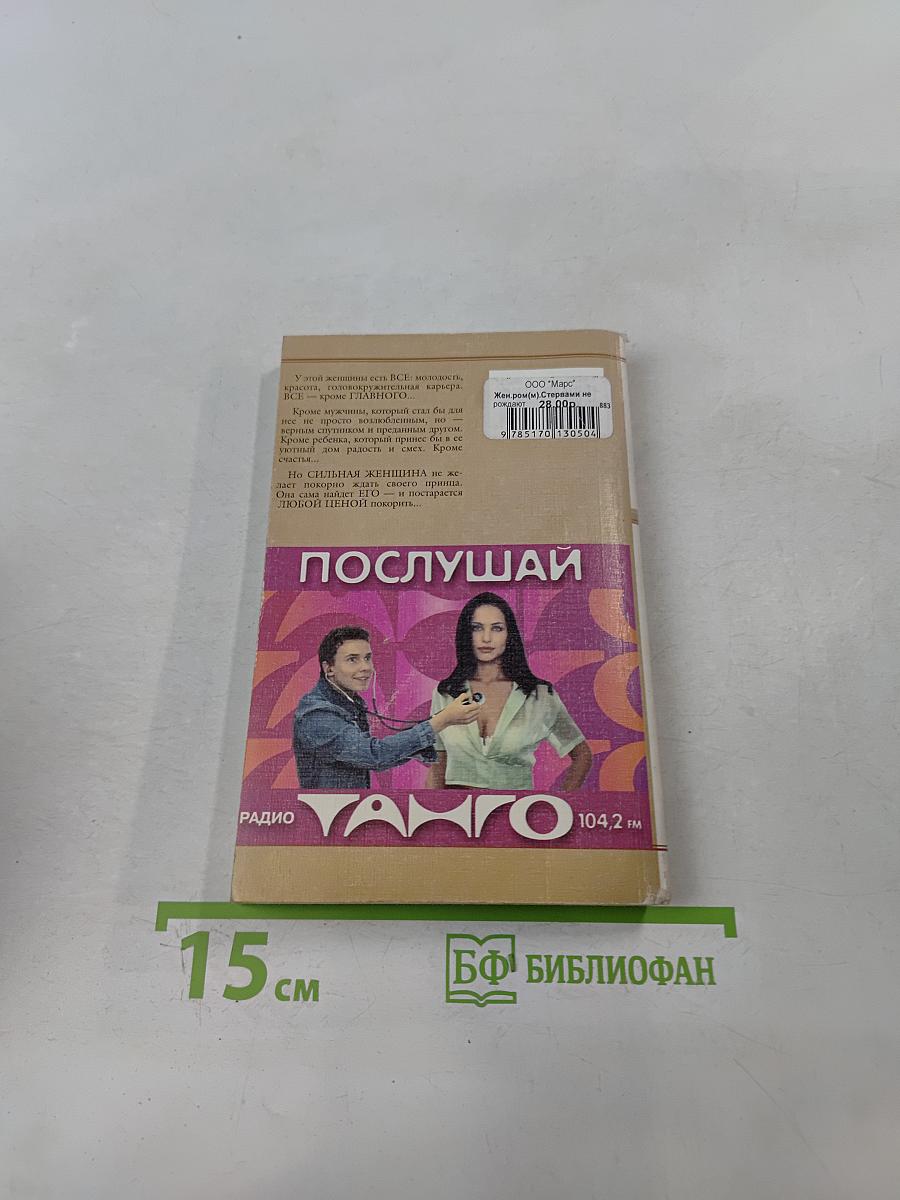 У этой женщины есть ВСЕ: молодость,
красота, головокружительная карьера.
ВСЕ — кроме ГЛАВНОГО...
Кроме мужчины, который стал бы для
нее не просто возлюбленным, но —
верным спутником и преданным другом.
Кроме ребенка, который принес бы в ее
уютный дом радость и смех. Кроме
счастья...
Но СИЛЬНАЯ ЖЕНЩИНА не же-
лает покорно ждать своего принца.
Она сама найдет ЕГО — и постарается
ЛЮБОЙ ЦЕНОЙ покорить...
ООО "Марс"
Жен.ром(м).Стервами не
рождают 28.00р 883
9 785170 130504
ПОСЛУШАЙ
РАДИО ТАНГО 104,2 FM
15 см
БФ БИБЛИОФАН